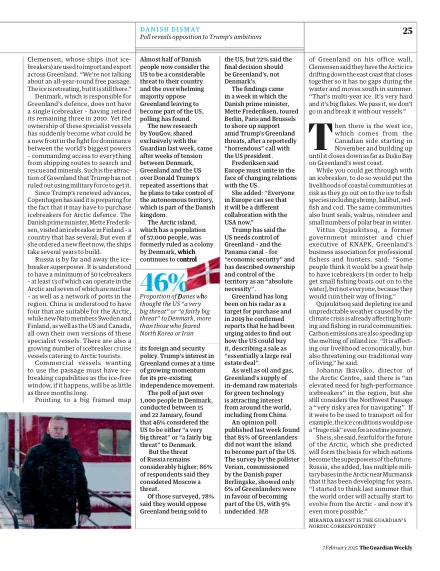 DANISH DISMAY
Poll reveals opposition to Trump's ambitions
25
Clemensen, whose ships (not ice-
breakers) are used to import and export
across Greenland. "We're not talking
about an all-year-round free passage.
The ice is retreating, but it is still there."
Denmark, which is responsible for
Greenland's defence, does not have
a single icebreaker – having retired
its remaining three in 2010. Yet the
ownership of these specialist vessels
has suddenly become what could be
a new front in the fight for dominance
between the world's biggest powers
– commanding access to everything
from shipping routes to search and
rescue and minerals. Such is the attrac-
tion of Greenland that Trump has not
ruled out using military force to get it.
Since Trump's renewed advances,
Copenhagen has said it is preparing for
the fact that it may have to purchase
icebreakers for Arctic defence. The
Danish prime minister, Mette Frederik-
sen, visited an icebreaker in Finland – a
country that has several. But even if
she ordered a new fleet now, the ships
take several years to build.
Russia is by far and away the ice-
breaker superpower. It is understood
to have a minimum of 50 icebreakers
– at least 13 of which can operate in the
Arctic and seven of which are nuclear
– as well as a network of ports in the
region. China is understood to have
four that are suitable for the Arctic,
while new Nato members Sweden and
Finland, as well as the US and Canada,
all own their own versions of these
specialist vessels. There are also a
growing number of icebreaker cruise
vessels catering to Arctic tourists.
Commercial vessels wanting
to use the passage must have ice-
breaking capabilities as the ice-free
window, if it happens, will be as little
as three months long.
Pointing to a big framed map
Almost half of Danish
people now consider the
US to be a considerable
threat to their country
and the overwhelming
majority oppose
Greenland leaving to
become part of the US,
polling has found.
The new research
by YouGov, shared
exclusively with the
Guardian last week, came
after weeks of tension
between Denmark,
Greenland and the US
over Donald Trump's
repeated assertions that
he plans to take control of
the autonomous territory,
which is part of the Danish
kingdom.
The Arctic island,
which has a population
of 57,000 people, was
formerly ruled as a colony
by Denmark, which
continues to control
46%
Proportion of Danes who
thought the US "a very
big threat" or "a fairly big
threat" to Denmark, more
than those who feared
North Korea or Iran
its foreign and security
policy. Trump's interest in
Greenland comes at a time
of growing momentum
for its pre-existing
independence movement.
The poll of just over
1,000 people in Denmark,
conducted between 15
and 22 January, found
that 46% considered the
US to be either "a very
big threat" or "a fairly big
threat" to Denmark.
But the threat
of Russia remains
considerably higher; 86%
of respondents said they
considered Moscow a
threat.
Of those surveyed, 78%
said they would oppose
Greenland being sold to
the US, but 72% said the
final decision should
be Greenland's, not
Denmark's.
The findings came
a week in which the
Danish prime minister,
Mette Frederiksen, toured
Berlin, Paris and Brussels
to shore up support
amid Trump's Greenland
threats, after a reportedly
"horrendous" call with
the US president.
Frederiksen said
Europe must unite in the
face of changing relations
with the US.
She added: "Everyone
in Europe can see that
it will be a different
collaboration with the
USA now."
Trump has said the
US needs control of
Greenland – and the
Panama canal – for
"economic security" and
has described ownership
and control of the
territory as an "absolute
necessity".
Greenland has long
been on his radar as a
target for purchase and
in 2019 he confirmed
reports that he had been
urging aides to find out
how the US could buy
it, describing a sale as
"essentially a large real
estate deal".
As well as oil and gas,
Greenland's supply of
in-demand raw materials
for green technology
is attracting interest
from around the world,
including from China.
An opinion poll
published last week found
that 85% of Greenlanders
did not want the island
to become part of the US.
The survey by the pollster
Verian, commissioned
by the Danish paper
Berlingske, showed only
6% of Greenlanders were
in favour of becoming
part of the US, with 9%
undecided. MB
of Greenland on his office wall,
Clemensen said they have the Arctic ice
drifting down the east coast that closes
together so it has no gaps during the
winter and moves south in summer.
"That's multi-year ice. It's very hard
and it's big flakes. We pass it, we don't
go in and break it with our vessels."
Then there is the west ice,
which comes from the
Canadian side starting in
November and building up
until it closes down as far as Disko Bay
on Greenland's west coast.
While you could get through with
an icebreaker, to do so would put the
livelihoods of coastal communities at
risk as they go out on to the ice to fish
species including shrimp, halibut, red-
fish and cod. The same communities
also hunt seals, walrus, reindeer and
small numbers of polar bear in winter.
Vittus Qujaukitsoq, a former
government minister and chief
executive of KNAPK, Greenland's
business association for professional
fishers and hunters, said: "Some
people think it would be a great help
to have icebreakers [in order to help
get small fishing boats out on to the
water], but not everyone, because they
would ruin their way of living."
Qujaukitsoq said depleting ice and
unpredictable weather caused by the
climate crisis is already affecting hunt-
ing and fishing in rural communities.
Carbon emissions are also speeding up
the melting of inland ice. "It is affect-
ing our livelihood economically, but
also threatening our traditional way
of living," he said.
Johanna Ikävalko, director of
the Arctic Centre, said there is "an
elevated need for high-performance
icebreakers" in the region, but she
still considers the Northwest Passage
a "very risky area for navigating". If
it were to be used to transport oil for
example, the ice conditions would pose
a "huge risk" even for a routine journey.
She is, she said, fearful for the future
of the Arctic, which she predicted
will form the basis for which nations
become the superpowers of the future.
Russia, she added, has multiple mili-
tary bases in the Arctic near Murmansk
that it has been developing for years.
"I started to think last summer that
the world order will actually start to
evolve from the Arctic – and now it's
even more possible."
MIRANDA BRYANT IS THE GUARDIAN'S
NORDIC CORRESPONDENT
7 February 2025 The Guardian Weekly